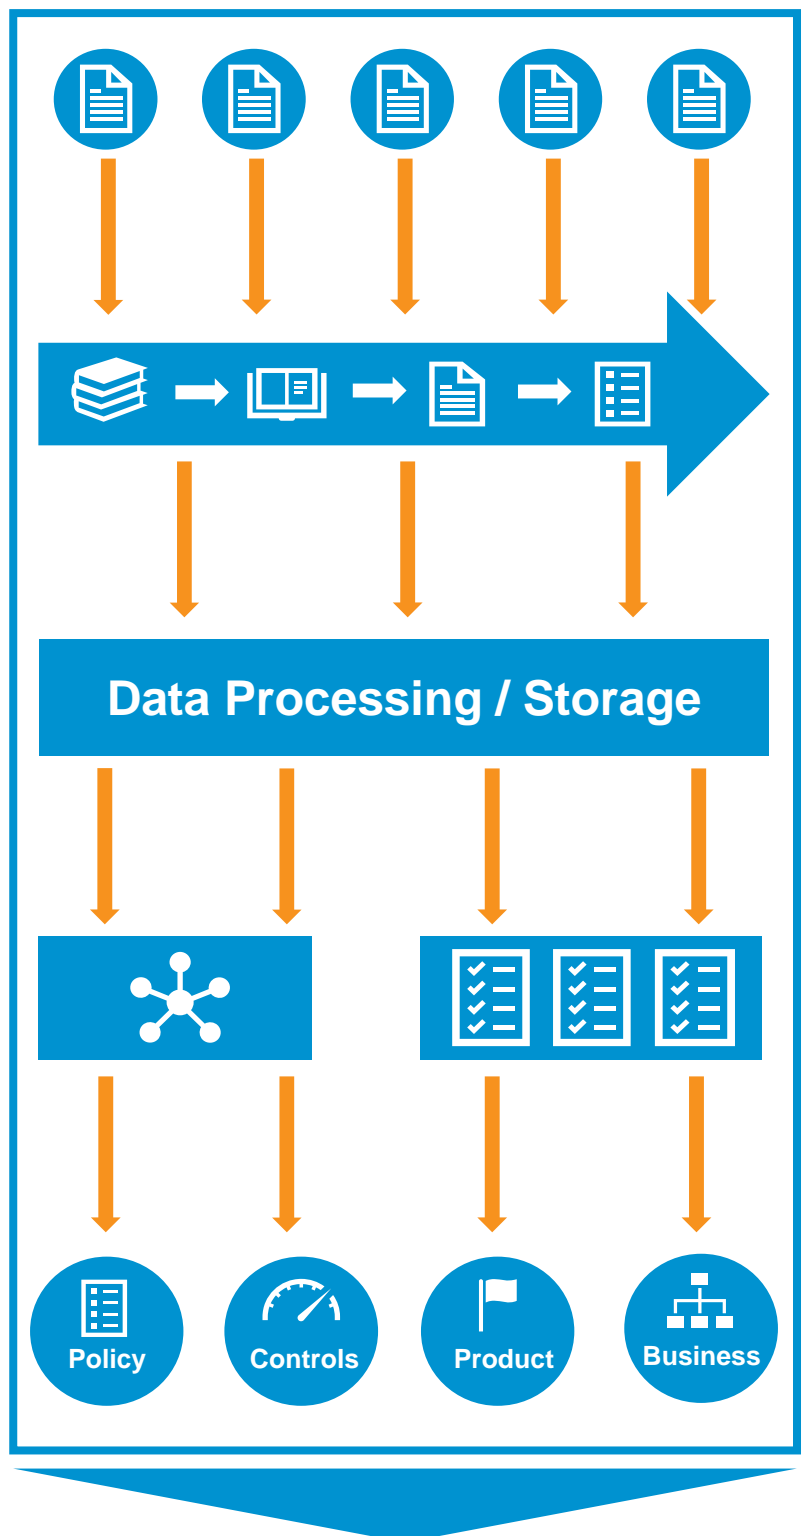 Data Processing / Storage
Policy
Controls
Product
Business